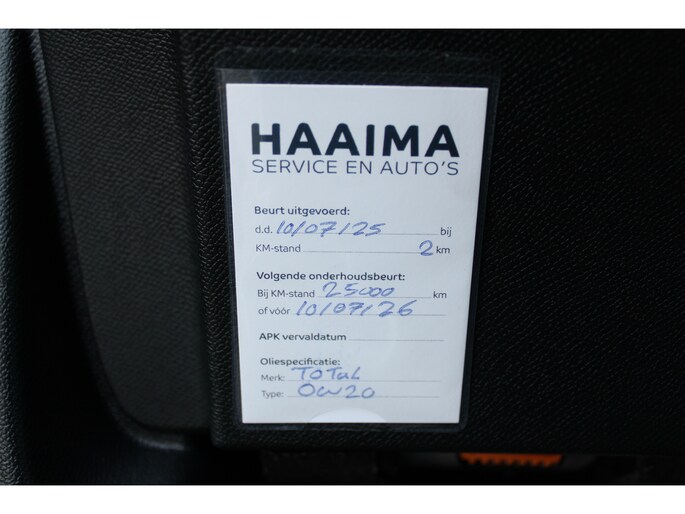 HAAIMA
SERVICE EN AUTO'S
Beurt uitgevoerd:
d.d. 10/07/25 bij
KM-stand 2 km
Volgende onderhoudsbeurt:
Bij KM-stand 25000 km
of vóór 10/07/26
APK vervaldatum
Oliespecificatie:
Merk: TOTAL
Type: 0W20